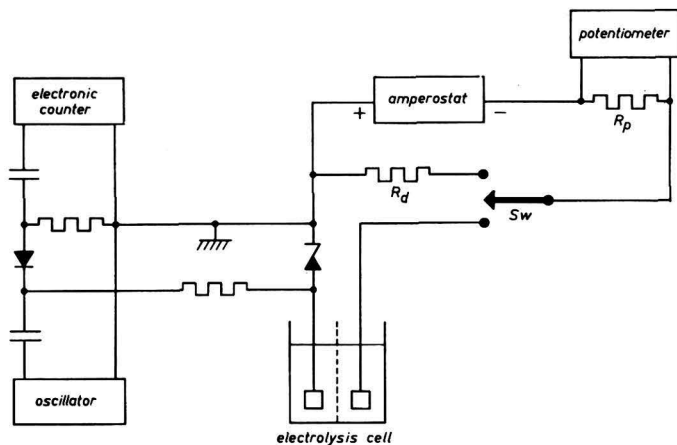 potentiometer
electronic
counter
+ amperostat −
Rp
Rd
Sw
oscillator
electrolysis cell